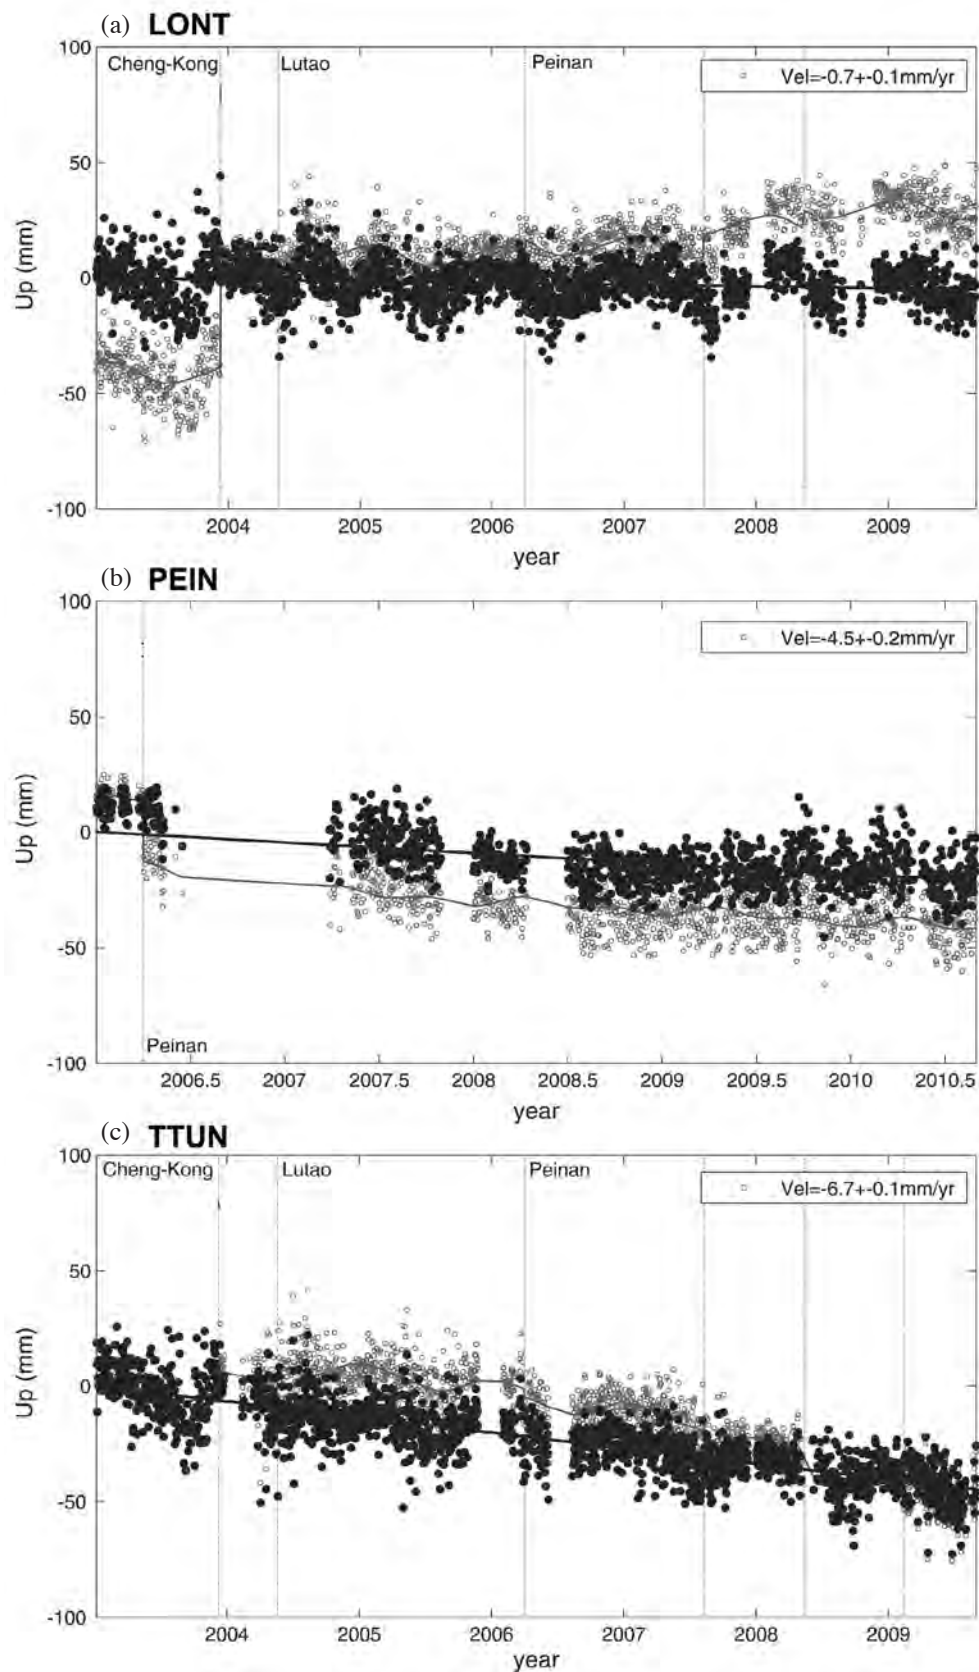 (a) LONT
100
Cheng-Kong Lutao Peinan Vel=-0.7+-0.1mm/yr
50
0
-50
-100
Up (mm)
2004 2005 2006 2007 2008 2009
year
(b) PEIN
100
Vel=-4.5+-0.2mm/yr
50
0
-50
-100
Up (mm)
Peinan
2006.5 2007 2007.5 2008 2008.5 2009 2009.5 2010 2010.5
year
(c) TTUN
100
Cheng-Kong Lutao Peinan Vel=-6.7+-0.1mm/yr
50
0
-50
-100
Up (mm)
2004 2005 2006 2007 2008 2009
year